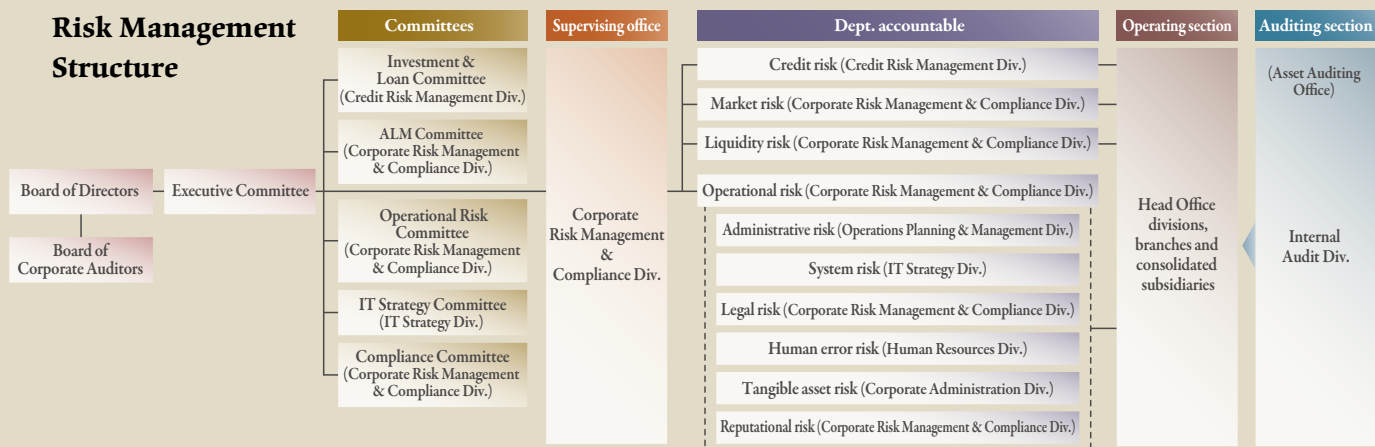 Risk Management
Structure
Board of Directors
Board of
Corporate Auditors
Executive Committee
Committees
Investment &
Loan Committee
(Credit Risk Management Div.)
ALM Committee
(Corporate Risk Management
& Compliance Div.)
Operational Risk
Committee
(Corporate Risk Management
& Compliance Div.)
IT Strategy Committee
(IT Strategy Div.)
Compliance Committee
(Corporate Risk Management
& Compliance Div.)
Supervising office
Corporate
Risk Management
&
Compliance Div.
Dept. accountable
Credit risk (Credit Risk Management Div.)
Market risk (Corporate Risk Management & Compliance Div.)
Liquidity risk (Corporate Risk Management & Compliance Div.)
Operational risk (Corporate Risk Management & Compliance Div.)
Administrative risk (Operations Planning & Management Div.)
System risk (IT Strategy Div.)
Legal risk (Corporate Risk Management & Compliance Div.)
Human error risk (Human Resources Div.)
Tangible asset risk (Corporate Administration Div.)
Reputational risk (Corporate Risk Management & Compliance Div.)
Operating section
Head Office
divisions,
branches and
consolidated
subsidiaries
Auditing section
(Asset Auditing
Office)
Internal
Audit Div.